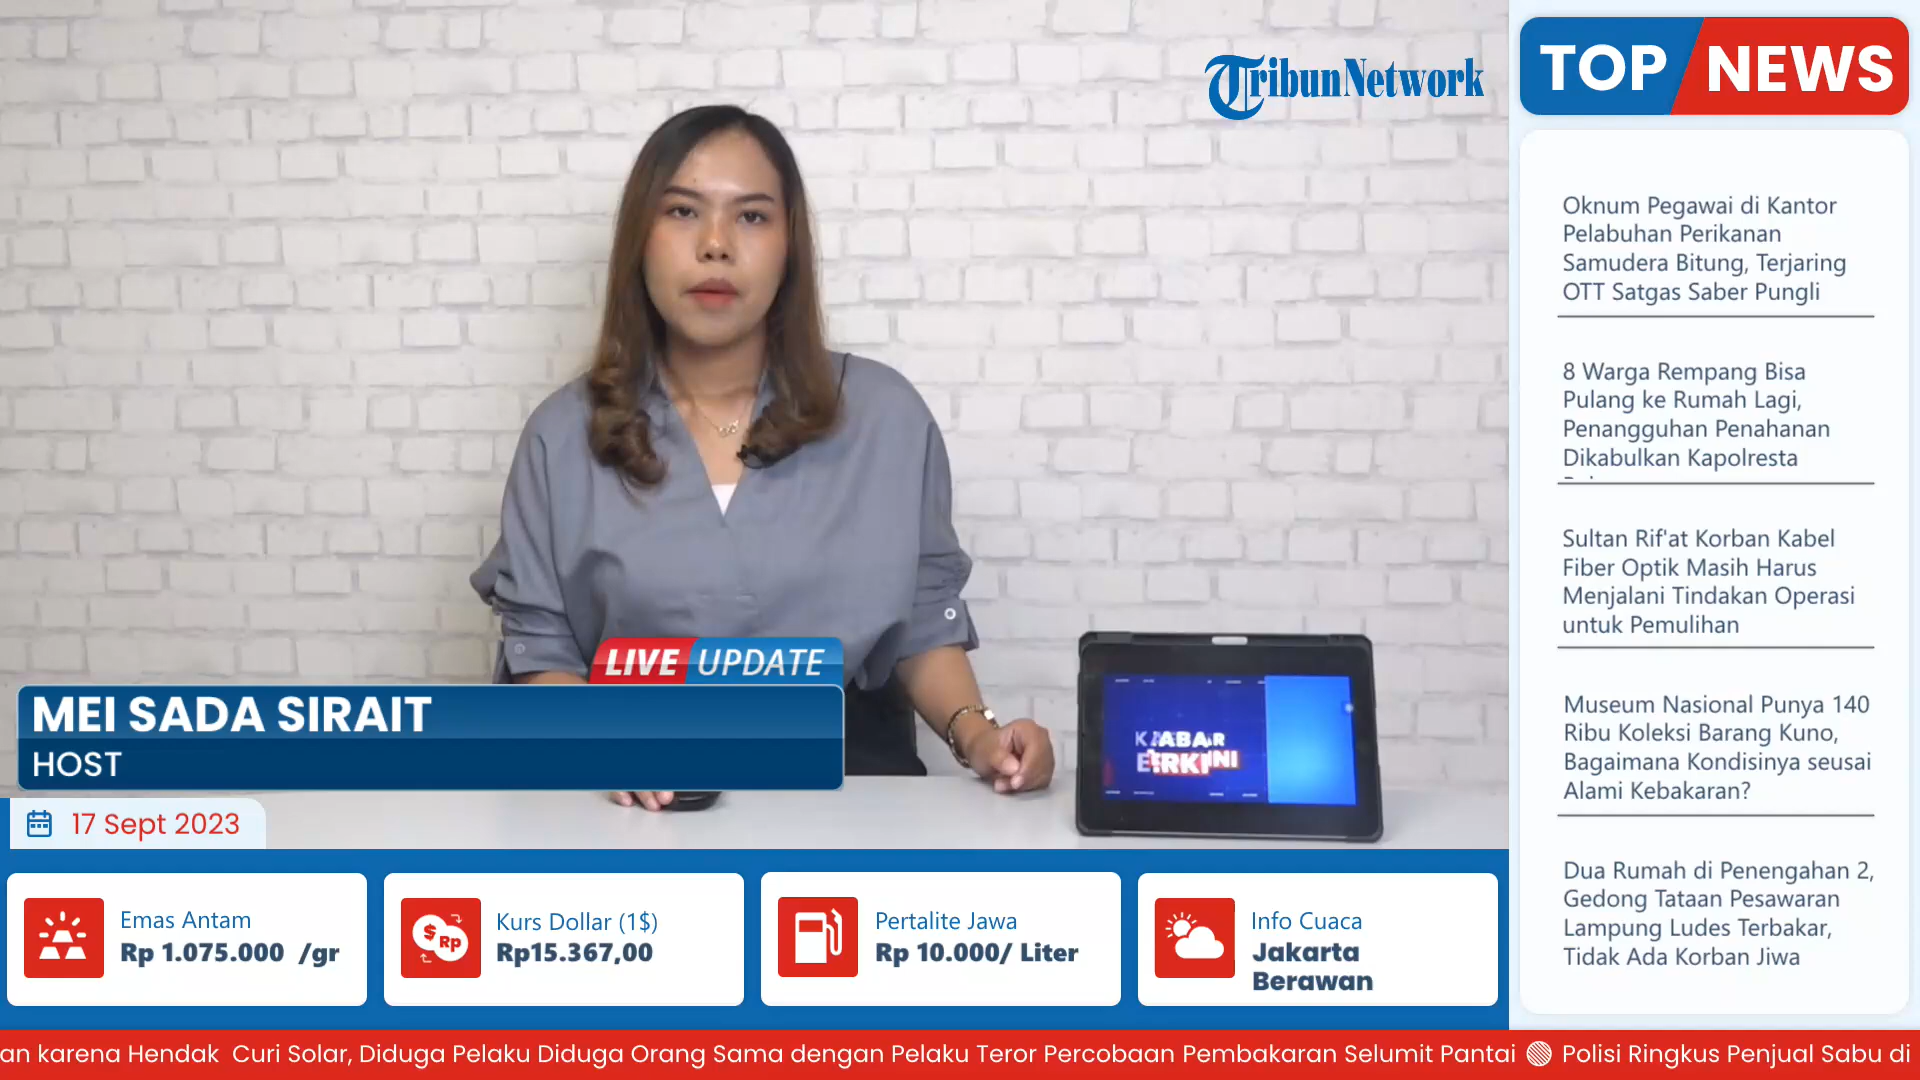 TribunNetwork
TOP NEWS
Oknum Pegawai di Kantor
Pelabuhan Perikanan
Samudera Bitung, Terjaring
OTT Satgas Saber Pungli
8 Warga Rempang Bisa
Pulang ke Rumah Lagi,
Penangguhan Penahanan
Dikabulkan Kapolresta
Sultan Rif'at Korban Kabel
Fiber Optik Masih Harus
Menjalani Tindakan Operasi
untuk Pemulihan
Museum Nasional Punya 140
Ribu Koleksi Barang Kuno,
Bagaimana Kondisinya seusai
Alami Kebakaran?
Dua Rumah di Penengahan 2,
Gedong Tataan Pesawaran
Lampung Ludes Terbakar,
Tidak Ada Korban Jiwa
LIVE UPDATE
MEI SADA SIRAIT
HOST
17 Sept 2023
Emas Antam
Rp 1.075.000 /gr
Kurs Dollar (1$)
Rp15.367,00
Pertalite Jawa
Rp 10.000/ Liter
Info Cuaca
Jakarta
Berawan
$ Rp
an karena Hendak Curi Solar, Diduga Pelaku Diduga Orang Sama dengan Pelaku Teror Percobaan Pembakaran Selumit Pantai Polisi Ringkus Penjual Sabu di